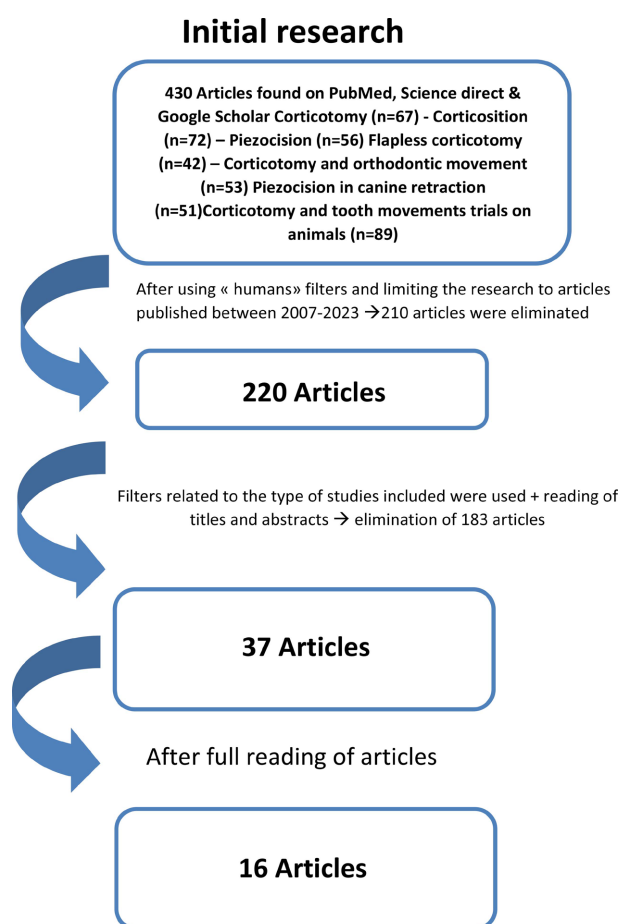 Initial research
430 Articles found on PubMed, Science direct &
Google Scholar Corticotomy (n=67) - Corticosition
(n=72) – Piezocision (n=56) Flapless corticotomy
(n=42) – Corticotomy and orthodontic movement
(n=53) Piezocision in canine retraction
(n=51)Corticotomy and tooth movements trials on
animals (n=89)
After using « humans» filters and limiting the research to articles
published between 2007-2023 →210 articles were eliminated
220 Articles
Filters related to the type of studies included were used + reading of
titles and abstracts → elimination of 183 articles
37 Articles
After full reading of articles
16 Articles